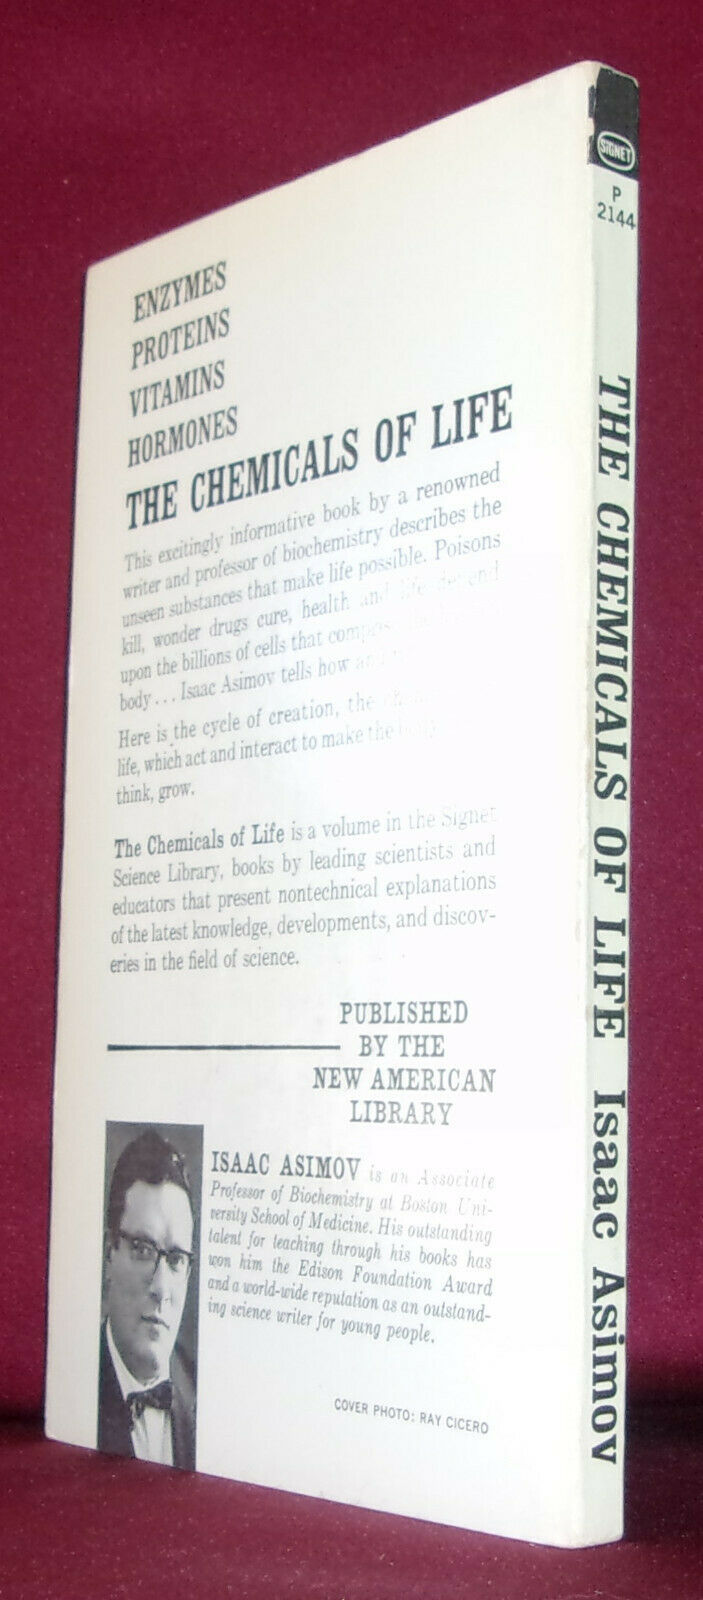 ENZYMES
PROTEINS
VITAMINS
HORMONES
THE CHEMICALS OF LIFE
This excitingly informative book by a renowned
writer and professor of biochemistry describes the
unseen substances that make life possible. Poisons
kill, wonder drugs cure, health and life depend
upon the billions of cells that compose the
body . . . Isaac Asimov tells how and
Here is the cycle of creation, the
life, which act and interact to make the body
think, grow.
The Chemicals of Life is a volume in the Signet
Science Library, books by leading scientists and
educators that present nontechnical explanations
of the latest knowledge, developments, and discov-
eries in the field of science.
PUBLISHED
BY THE
NEW AMERICAN
LIBRARY
ISAAC ASIMOV is an Associate
Professor of Biochemistry at Boston Uni-
versity School of Medicine. His outstanding
talent for teaching through his books has
won him the Edison Foundation Award
and a world-wide reputation as an outstand-
ing science writer for young people.
COVER PHOTO: RAY CICERO
SIGNET
P
2144
THE CHEMICALS OF LIFE Isaac Asimov